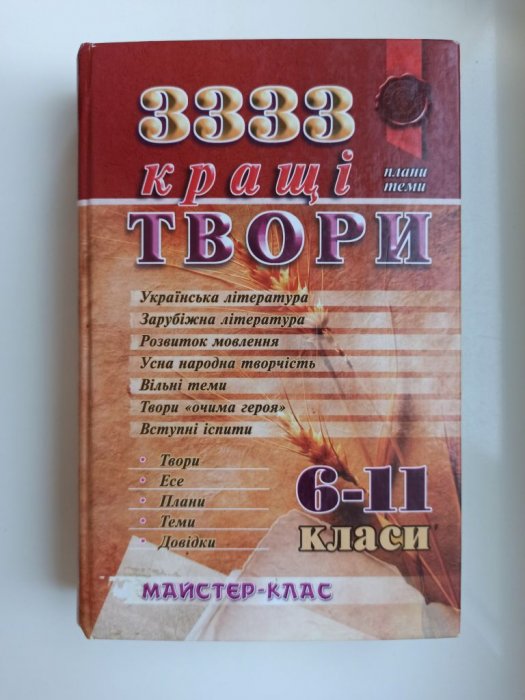 3333
кращі
плани
теми
ТВОРИ
Українська література
Зарубіжна література
Розвиток мовлення
Усна народна творчість
Вільні теми
Твори «очима героя»
Вступні іспити
• Твори
• Есе
• Плани
• Теми
• Довідки
6-11
класи
МАЙСТЕР-КЛАС